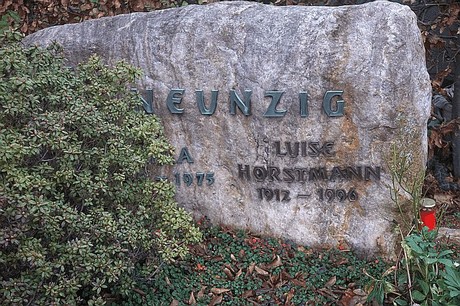 NEUNZIG
A
1975
LUISE
HORSTMANN
1912 – 1996